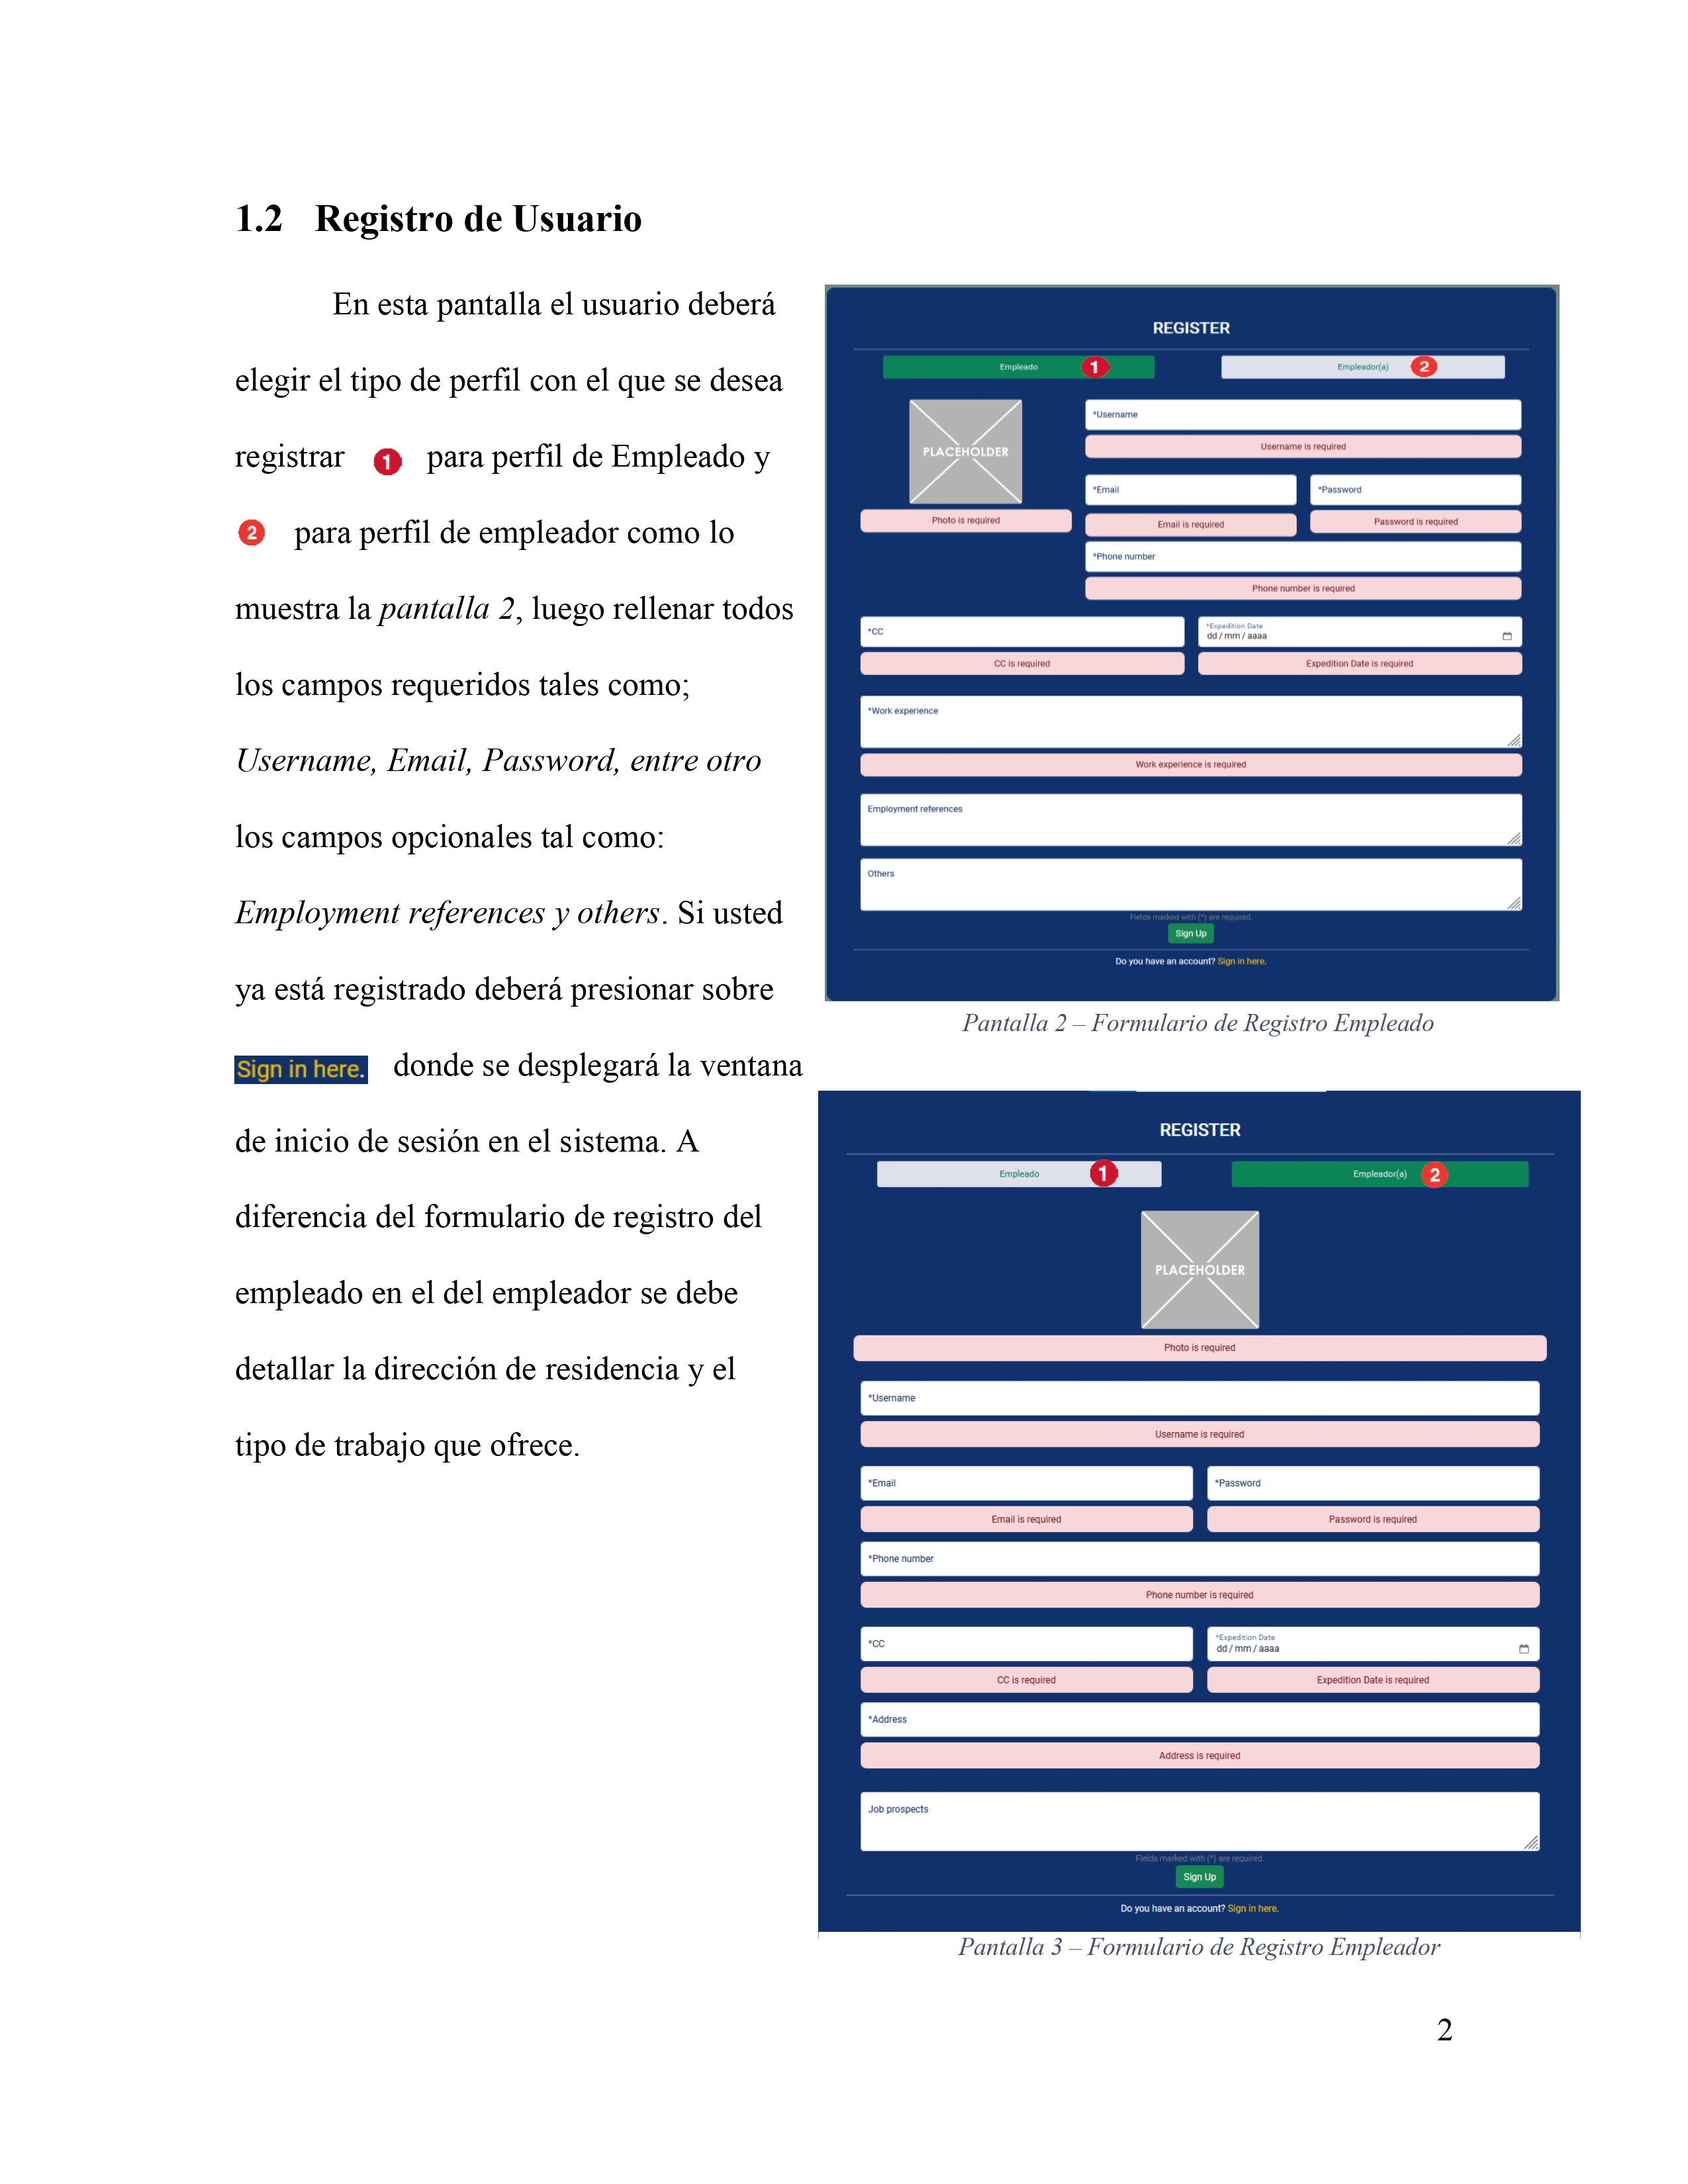 1.2 Registro de Usuario
En esta pantalla el usuario deberá
elegir el tipo de perfil con el que se desea
registrar 1 para perfil de Empleado y
2 para perfil de empleador como lo
muestra la pantalla 2, luego rellenar todos
los campos requeridos tales como;
Username, Email, Password, entre otro
los campos opcionales tal como:
Employment references y others. Si usted
ya está registrado deberá presionar sobre
Sign in here. donde se desplegará la ventana
de inicio de sesión en el sistema. A
diferencia del formulario de registro del
empleado en el del empleador se debe
detallar la dirección de residencia y el
tipo de trabajo que ofrece.
REGISTER
Empleado 1 Empleador(a) 2
PLACEHOLDER
Photo is required
*Username
Username is required
*Email *Password
Email is required Password is required
*Phone number
Phone number is required
*CC *Expedition Date
dd / mm / aaaa
CC is required Expedition Date is required
*Work experience
Work experience is required
Employment references
Others
Fields marked with (*) are required.
Sign Up
Do you have an account? Sign in here.
Pantalla 2 – Formulario de Registro Empleado
REGISTER
Empleado 1 Empleador(a) 2
PLACEHOLDER
Photo is required
*Username
Username is required
*Email *Password
Email is required Password is required
*Phone number
Phone number is required
*CC *Expedition Date
dd / mm / aaaa
CC is required Expedition Date is required
*Address
Address is required
Job prospects
Fields marked with (*) are required.
Sign Up
Do you have an account? Sign in here.
Pantalla 3 – Formulario de Registro Empleador
2